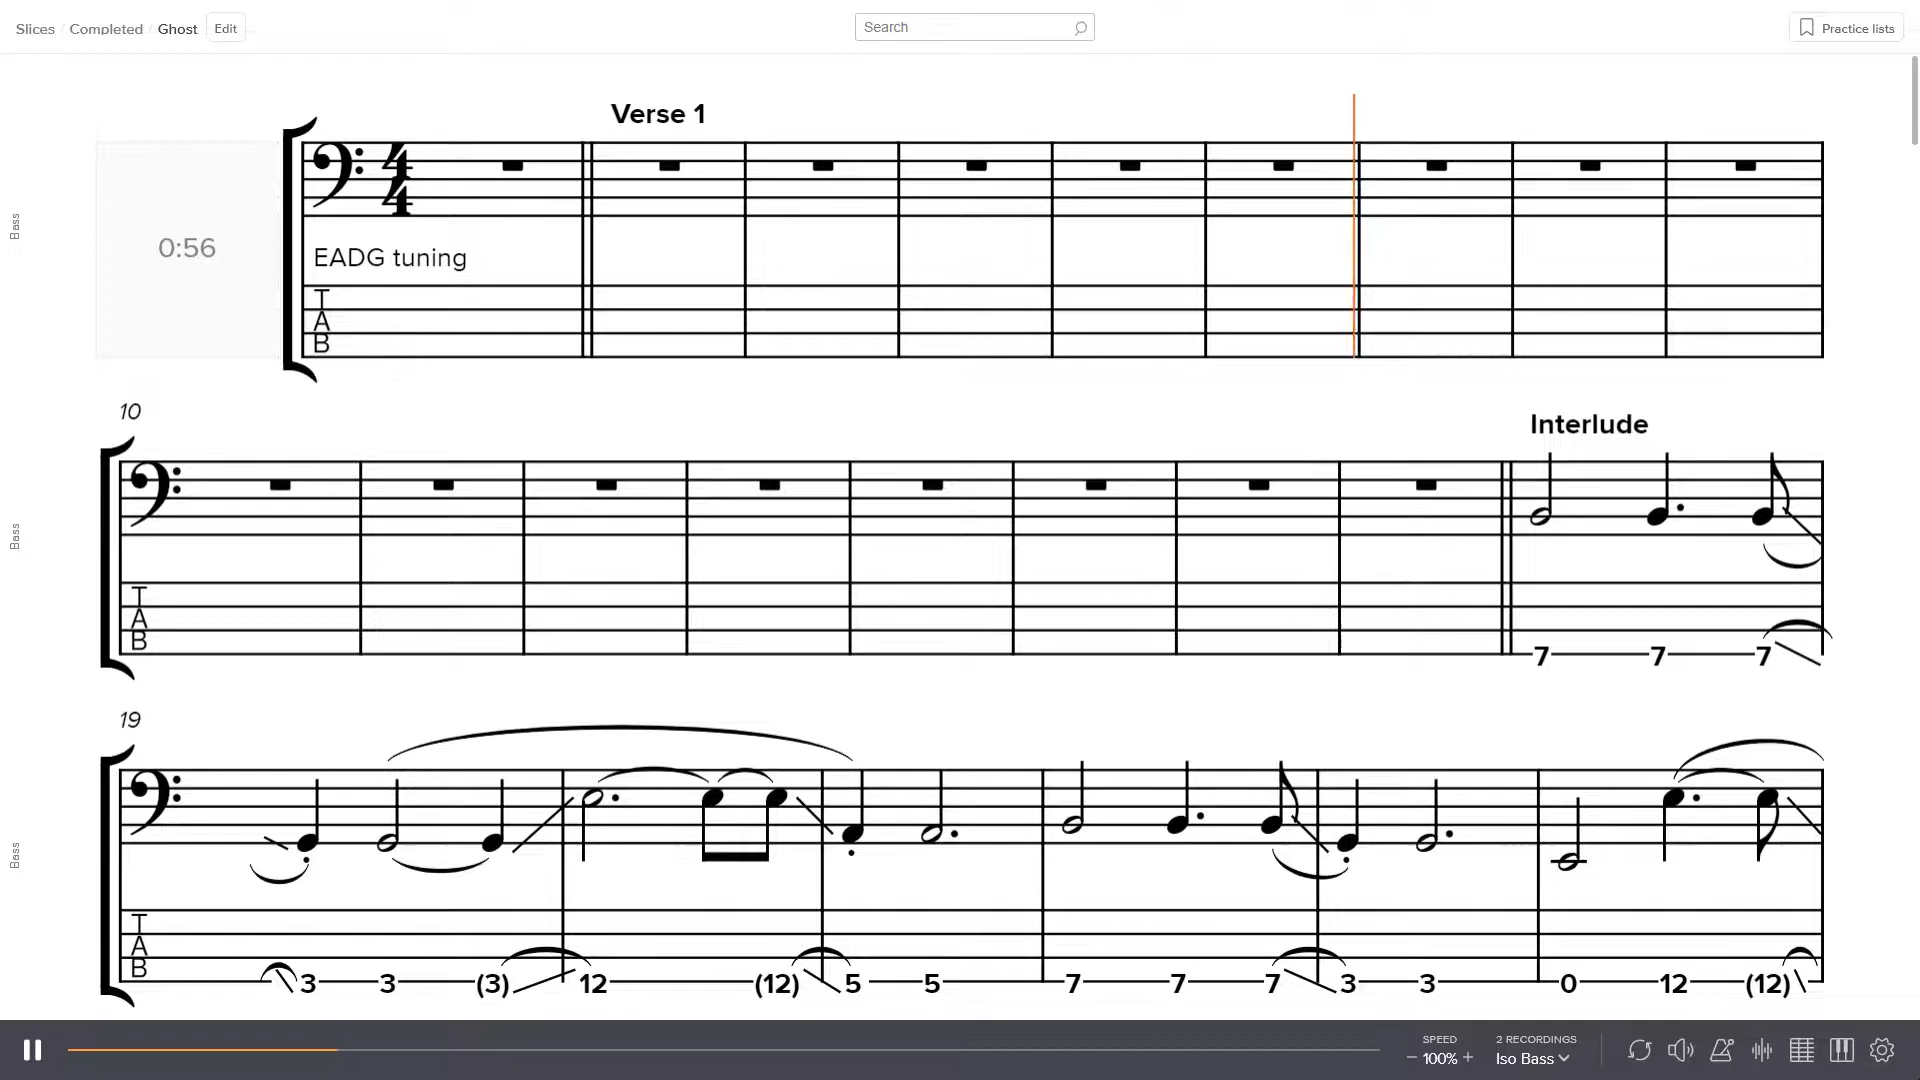 Slices / Completed / Ghost Edit
Search
Practice lists
Verse 1
Bass
0:56
EADG tuning
T
A
B
10
Interlude
Bass
T
A
B
7 7 7
19
Bass
T
A
B
3 3 (3) 12 (12) 5 5 7 7 7 3 3 0 12 (12)
SPEED
− 100% +
2 RECORDINGS
Iso Bass